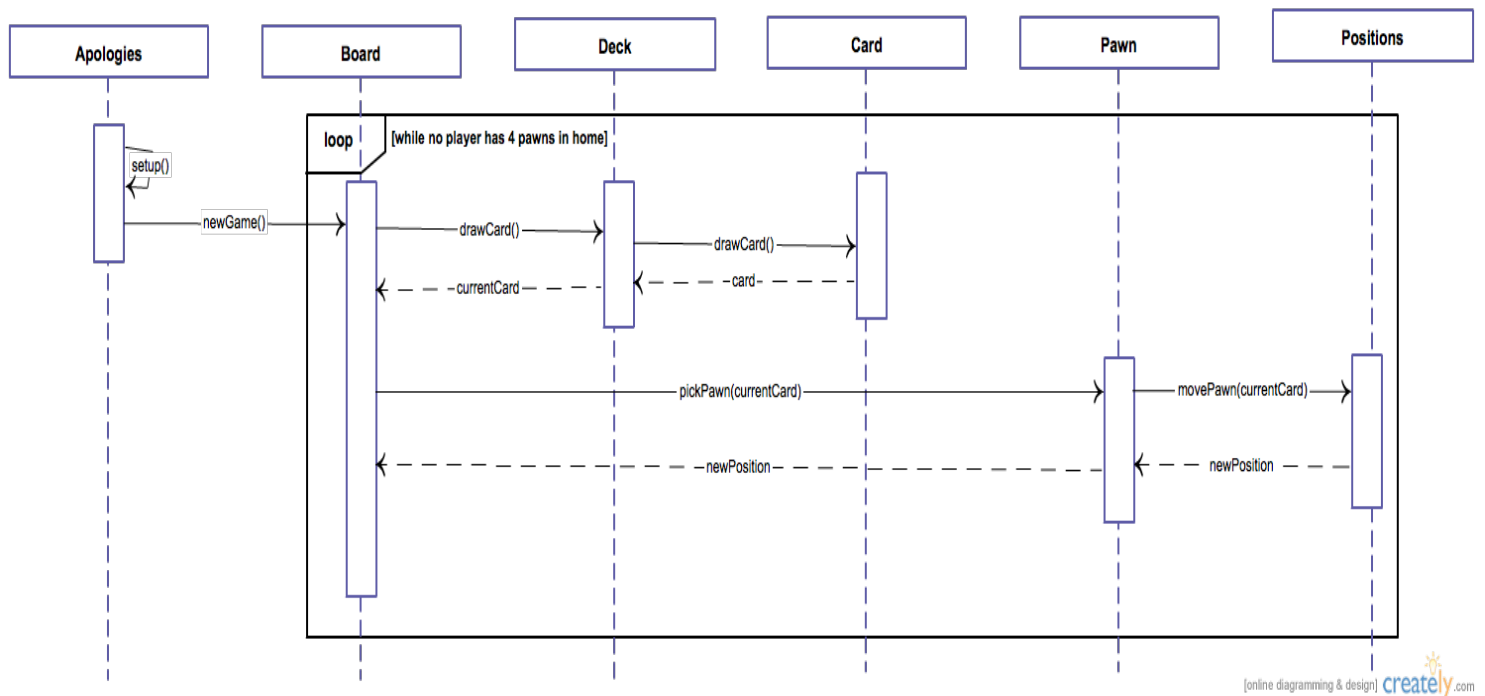 Apologies
Board
Deck
Card
Pawn
Positions
loop
[while no player has 4 pawns in home]
setup()
newGame()
drawCard()
drawCard()
card
currentCard
pickPawn(currentCard)
movePawn(currentCard)
newPosition
newPosition
[online diagramming & design] creately.com